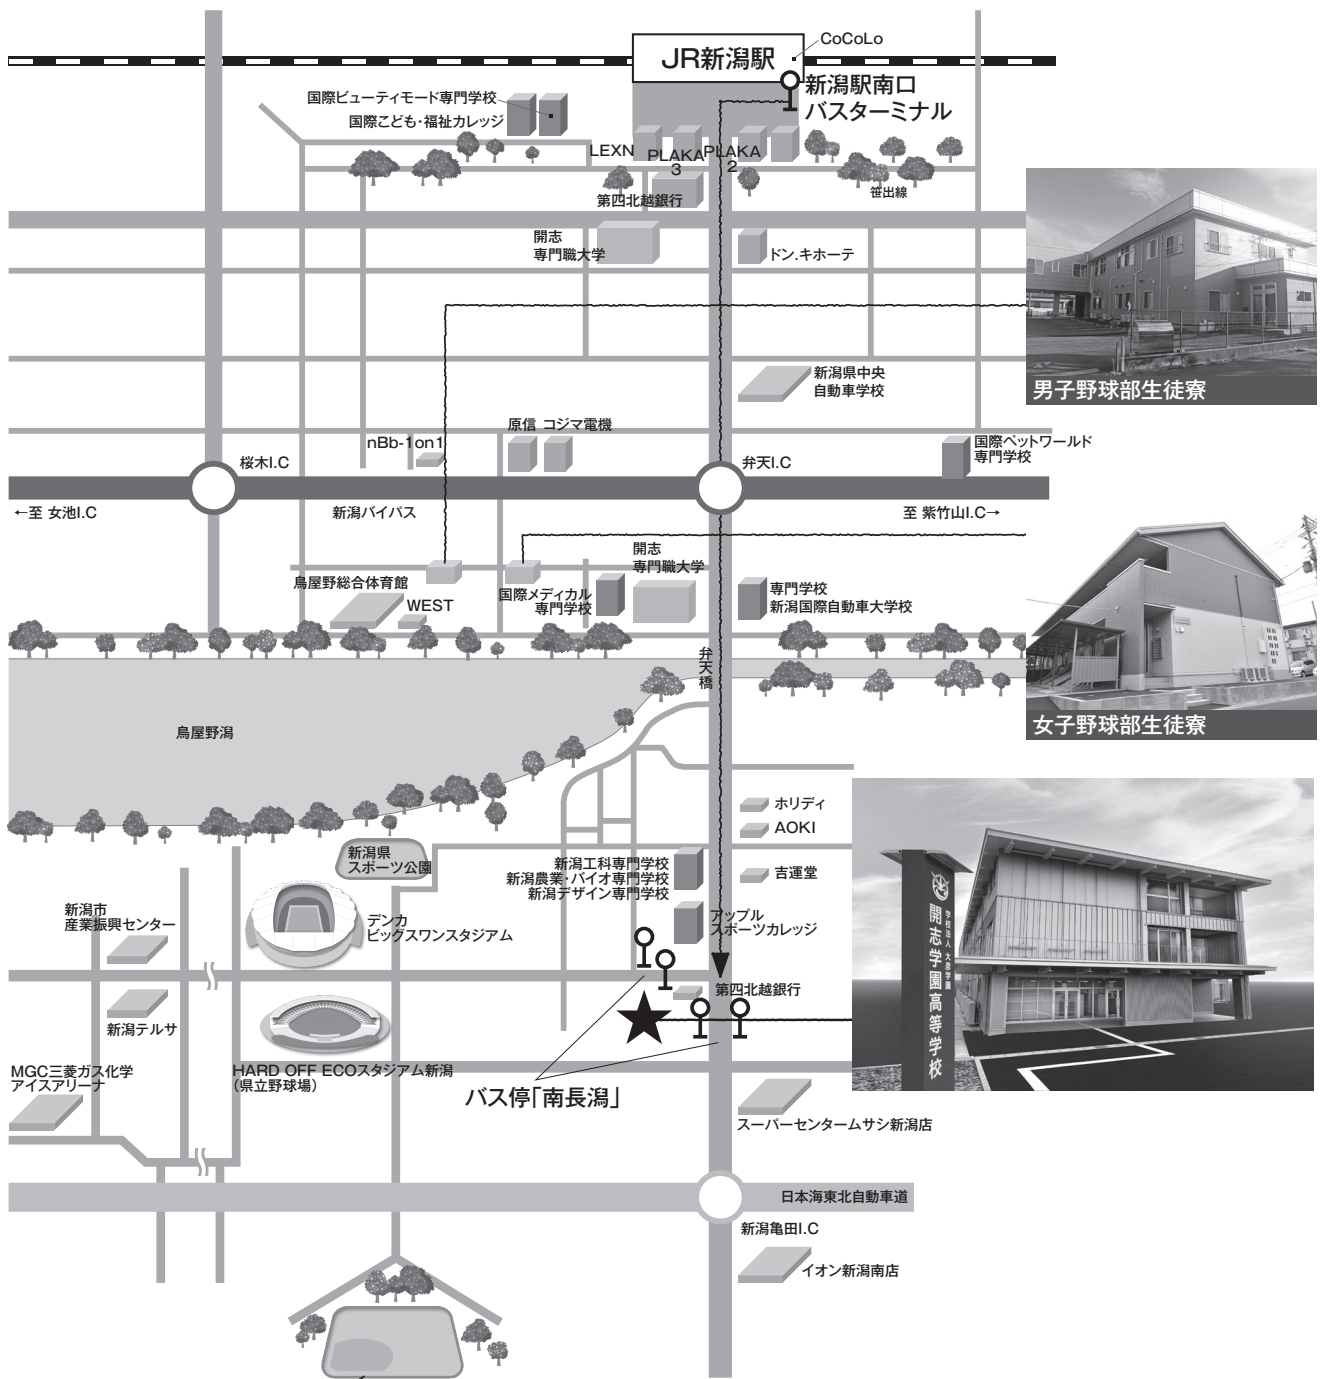 CoCoLo
JR新潟駅
新潟駅南口
バスターミナル
国際ビューティモード専門学校
国際こども・福祉カレッジ
LEXN
PLAKA
3
PLAKA
2
笹出線
第四北越銀行
開志
専門職大学
ドン.キホーテ
男子野球部生徒寮
新潟県中央
自動車学校
原信 コジマ電機
nBb-1on1
国際ペットワールド
専門学校
桜木I.C
弁天I.C
←至 女池I.C
新潟バイパス
至 紫竹山I.C→
開志
専門職大学
鳥屋野総合体育館
WEST
国際メディカル
専門学校
専門学校
新潟国際自動車大学校
弁天橋
女子野球部生徒寮
鳥屋野潟
ホリデイ
AOKI
新潟県
スポーツ公園
新潟工科専門学校
新潟農業・バイオ専門学校
新潟デザイン専門学校
吉運堂
新潟市
産業振興センター
デンカ
ビッグスワンスタジアム
アップル
スポーツカレッジ
学校法人 大彦学園
開志学園高等学校
第四北越銀行
新潟テルサ
MGC三菱ガス化学
アイスアリーナ
HARD OFF ECOスタジアム新潟
（県立野球場）
バス停「南長潟」
スーパーセンタームサシ新潟店
日本海東北自動車道
新潟亀田I.C
イオン新潟南店